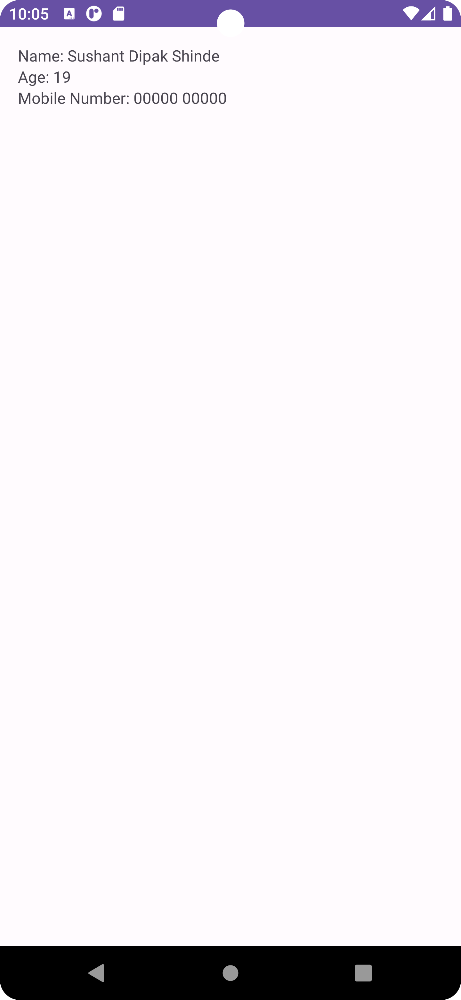 10:05
Name: Sushant Dipak Shinde
Age: 19
Mobile Number: 00000 00000